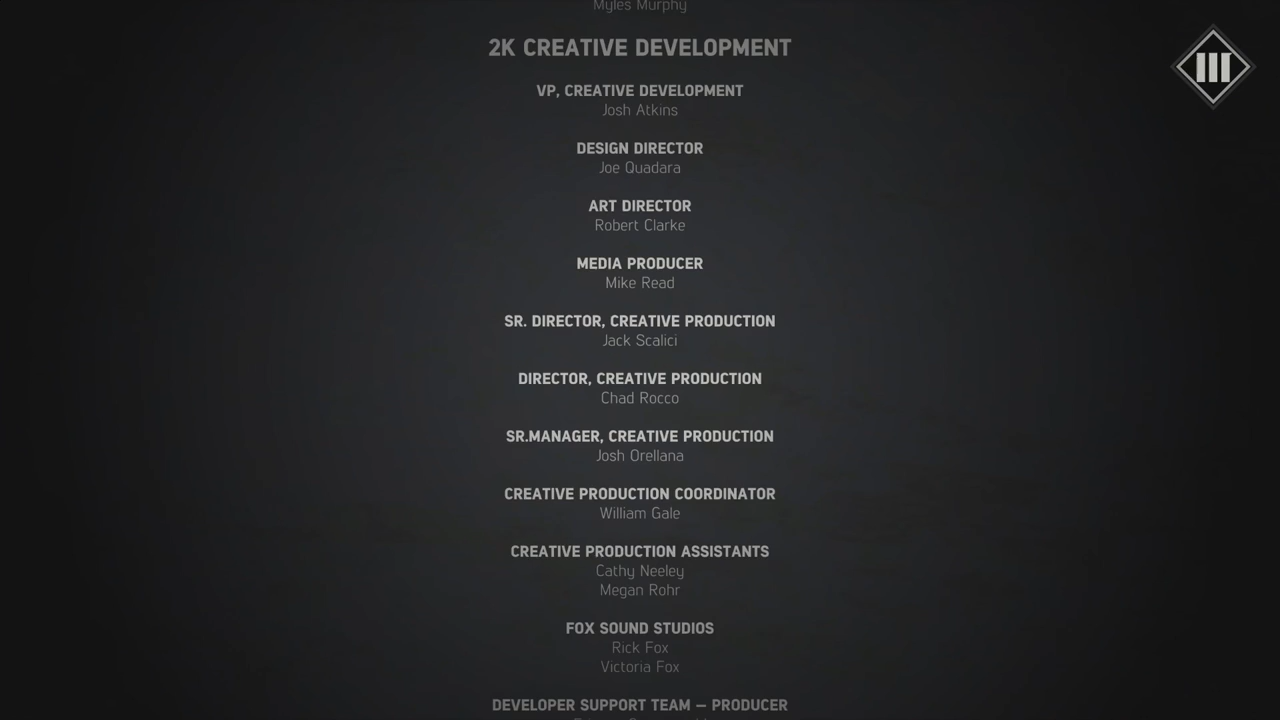 Myles Murphy
2K CREATIVE DEVELOPMENT
VP, CREATIVE DEVELOPMENT
Josh Atkins
DESIGN DIRECTOR
Joe Quadara
ART DIRECTOR
Robert Clarke
MEDIA PRODUCER
Mike Read
SR. DIRECTOR, CREATIVE PRODUCTION
Jack Scalici
DIRECTOR, CREATIVE PRODUCTION
Chad Rocco
SR.MANAGER, CREATIVE PRODUCTION
Josh Orellana
CREATIVE PRODUCTION COORDINATOR
William Gale
CREATIVE PRODUCTION ASSISTANTS
Cathy Neeley
Megan Rohr
FOX SOUND STUDIOS
Rick Fox
Victoria Fox
DEVELOPER SUPPORT TEAM – PRODUCER
III